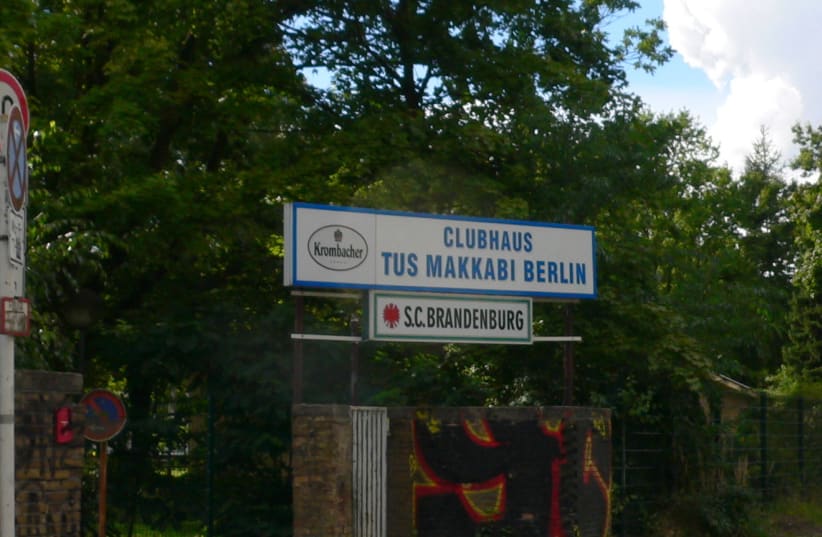 Krombacher
CLUBHAUS
TUS MAKKABI BERLIN
S.C. BRANDENBURG